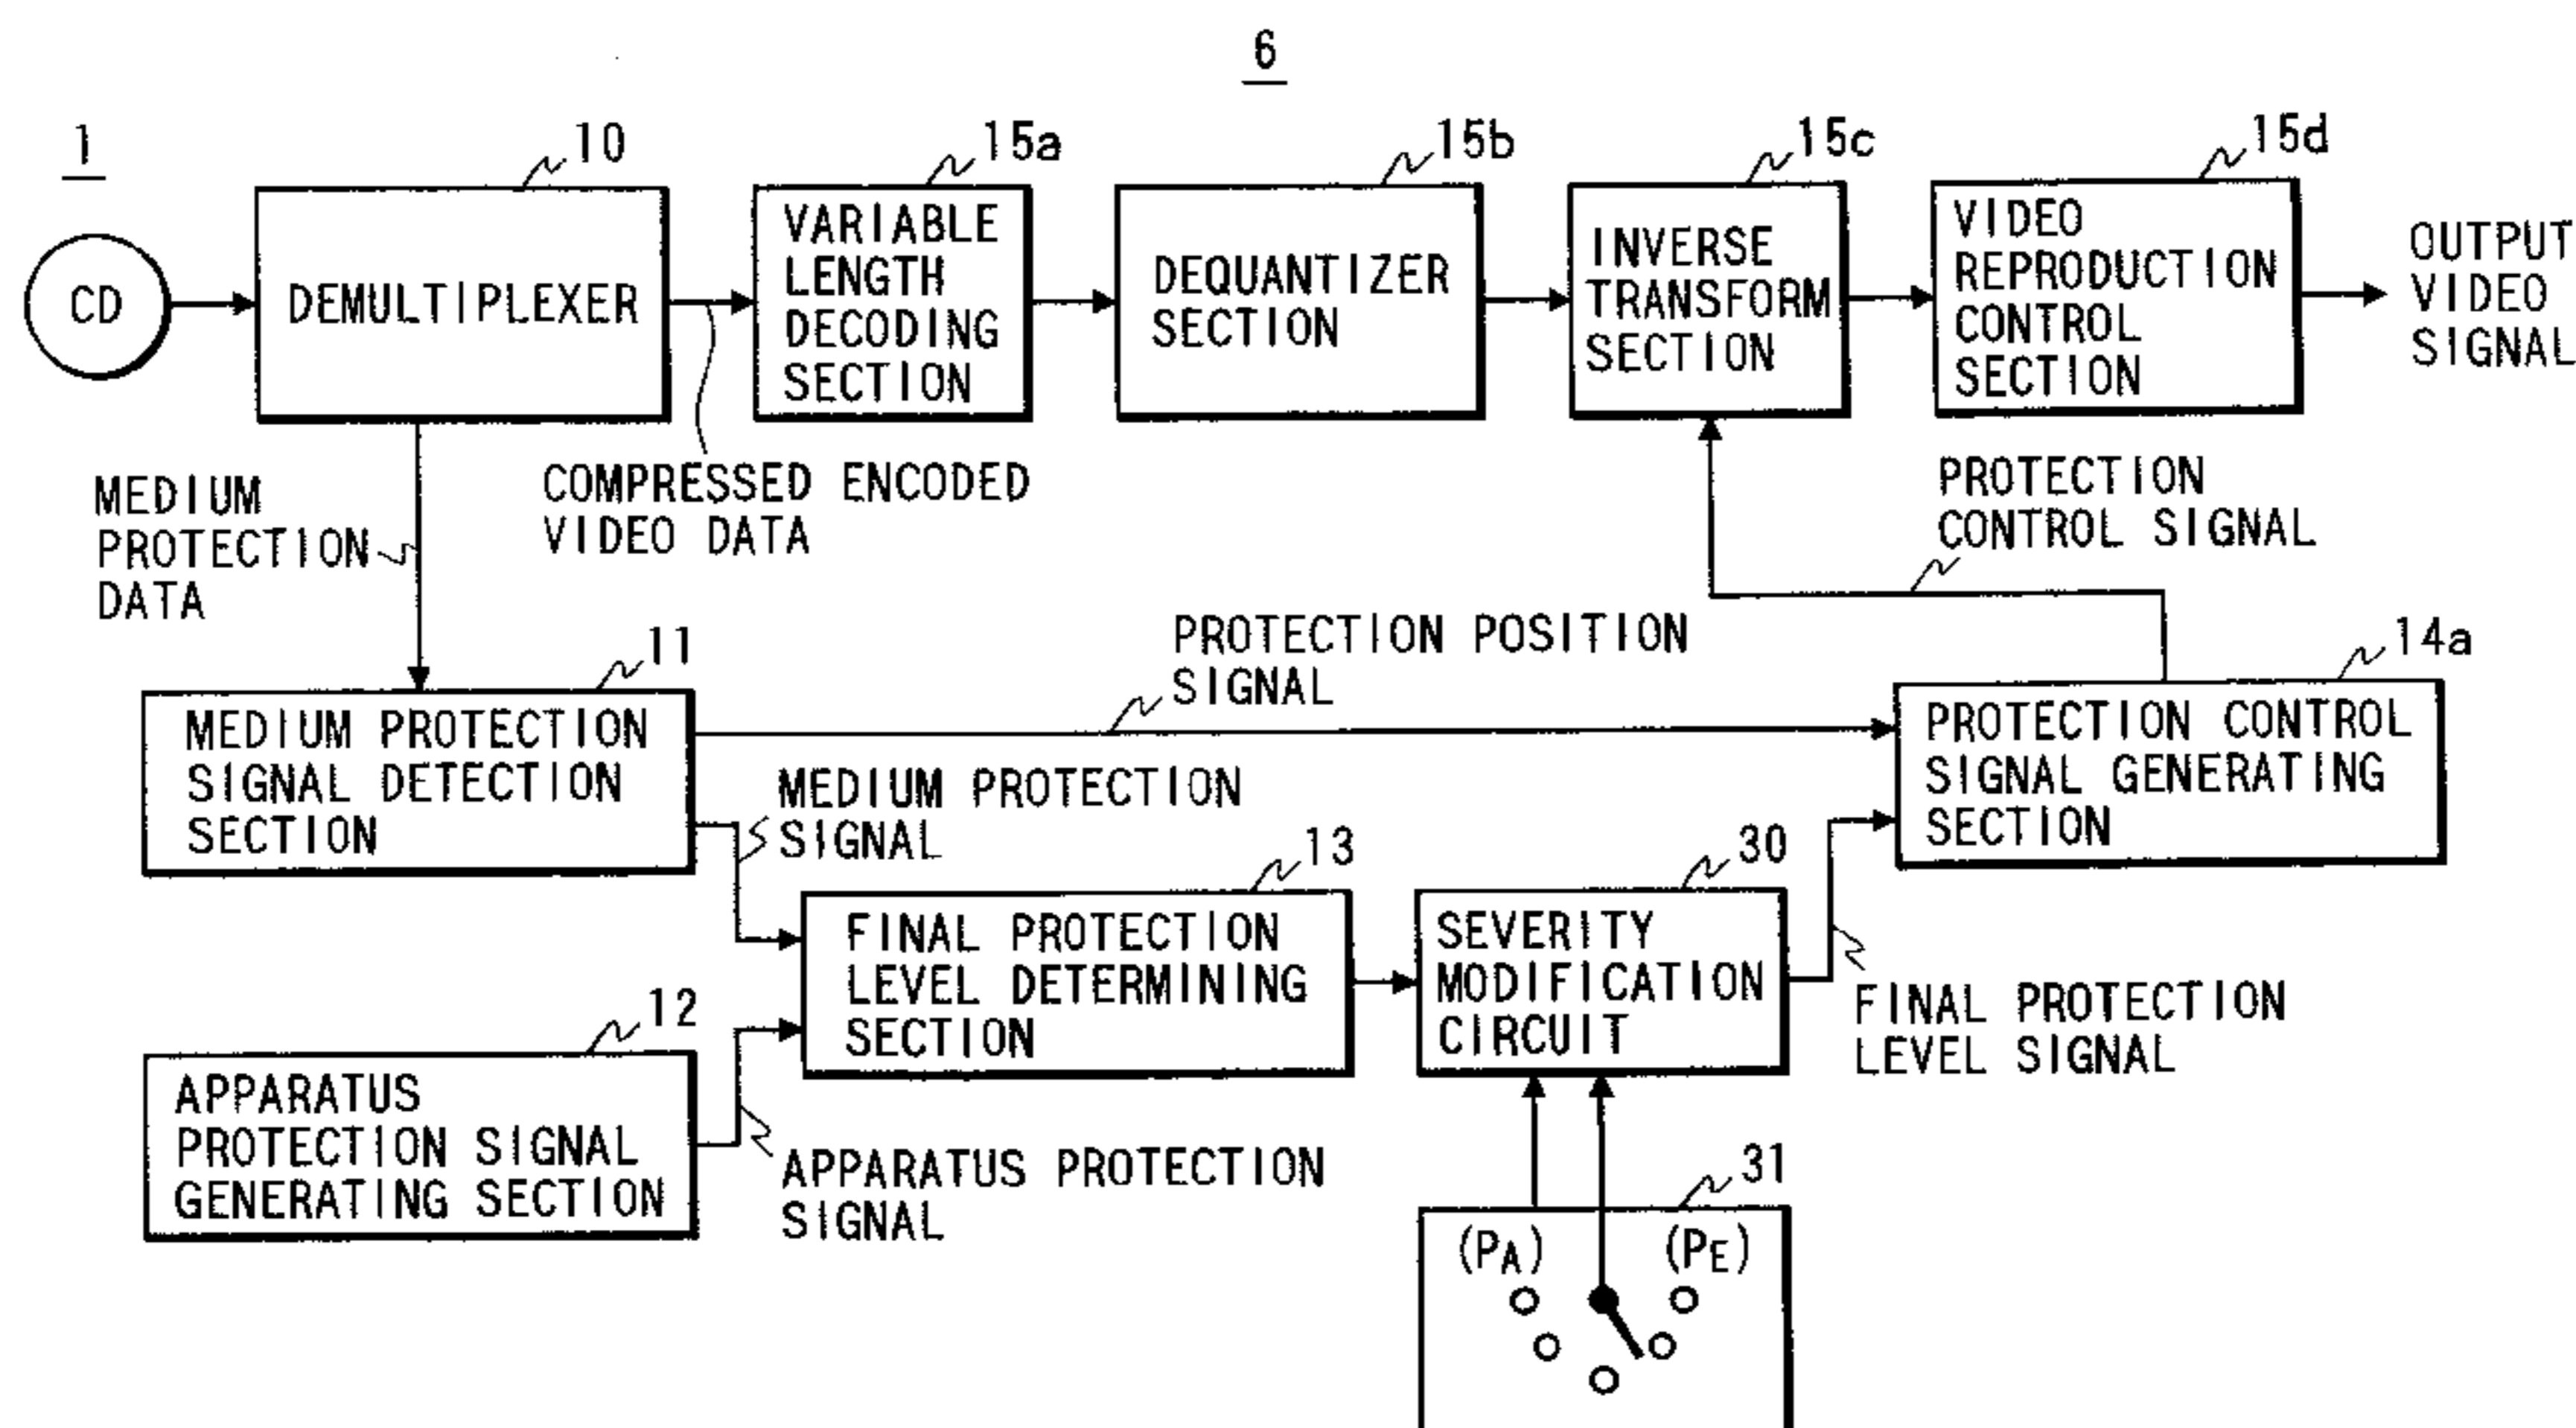 6
1
10
15a
15b
15c
15d
CD
DEMULTIPLEXER
VARIABLE
LENGTH
DECODING
SECTION
DEQUANTIZER
SECTION
INVERSE
TRANSFORM
SECTION
VIDEO
REPRODUCTION
CONTROL
SECTION
OUTPUT
VIDEO
SIGNAL
MEDIUM
PROTECTION
DATA
COMPRESSED ENCODED
VIDEO DATA
PROTECTION
CONTROL SIGNAL
11
PROTECTION POSITION
SIGNAL
14a
MEDIUM PROTECTION
SIGNAL DETECTION
SECTION
PROTECTION CONTROL
SIGNAL GENERATING
SECTION
MEDIUM PROTECTION
SIGNAL
13
30
FINAL PROTECTION
LEVEL DETERMINING
SECTION
SEVERITY
MODIFICATION
CIRCUIT
FINAL PROTECTION
LEVEL SIGNAL
12
APPARATUS
PROTECTION SIGNAL
GENERATING SECTION
APPARATUS PROTECTION
SIGNAL
31
(PA)
(PE)